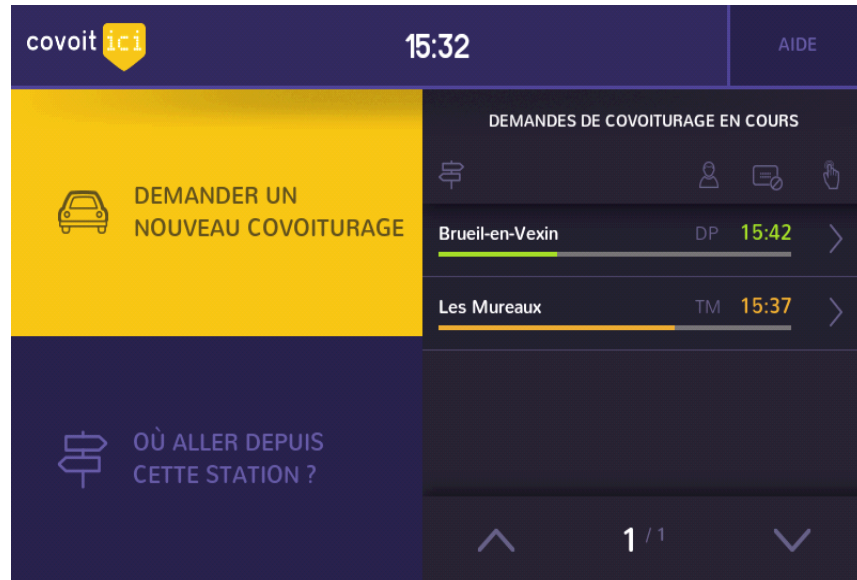 covoit ici
15:32
AIDE
DEMANDER UN
NOUVEAU COVOITURAGE
DEMANDES DE COVOITURAGE EN COURS
Brueil-en-Vexin DP 15:42
Les Mureaux TM 15:37
OÙ ALLER DEPUIS
CETTE STATION ?
1 / 1